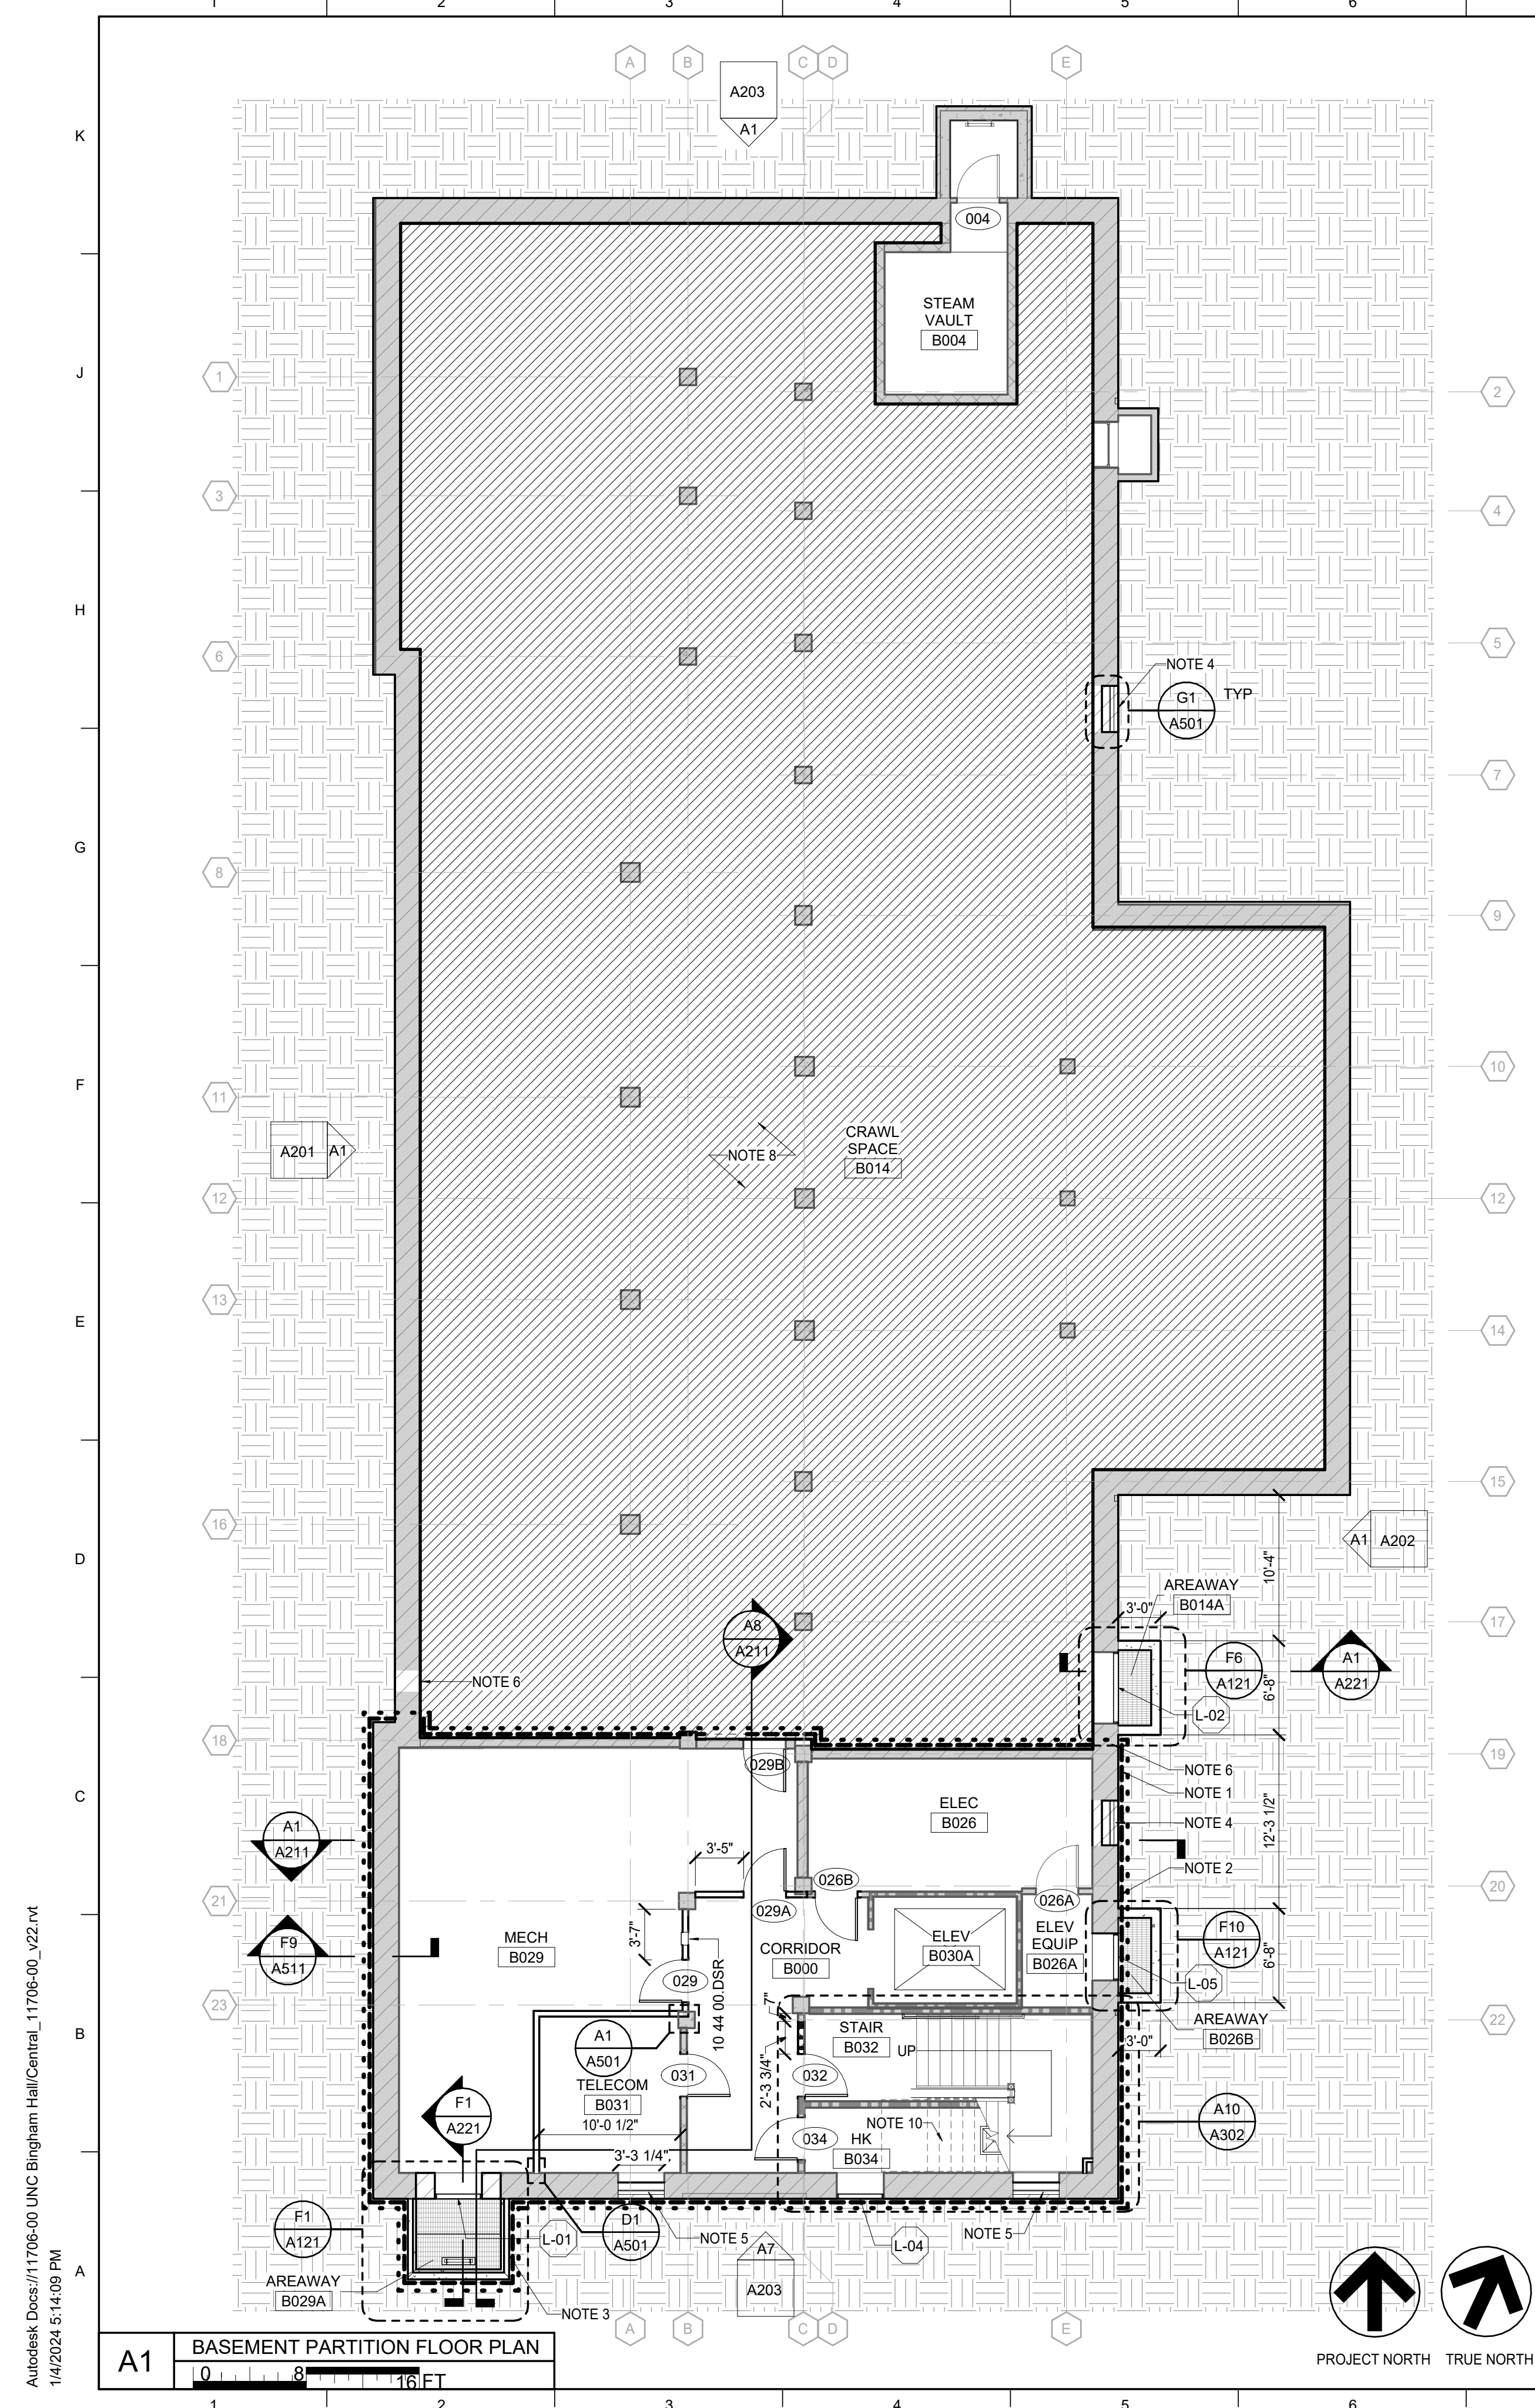 1 2 3 4 5 6
A B C D E
A203
A1
K
004
STEAM
VAULT
B004
J
1
2
3
4
H
5
6
NOTE 4
G1
A501
TYP
7
G
8
9
F
10
11
A201
A1
CRAWL
SPACE
B014
NOTE 8
12
12
13
E
14
15
16
D
A1
A202
10'-4"
AREAWAY
B014A
3'-0"
17
A8
A211
F6
A121
A1
A221
6'-8"
NOTE 6
L-02
18
19
029B
NOTE 6
NOTE 1
NOTE 4
C
ELEC
B026
12'-3 1/2"
A1
A211
3'-5"
NOTE 2
026B
026A
20
21
029A
3'-7"
MECH
B029
CORRIDOR
B000
ELEV
B030A
ELEV
EQUIP
B026A
F10
A121
6'-8"
F9
A511
029
10 44 00.DSR
L-05
23
22
7"
B
STAIR
B032
UP
AREAWAY
B026B
3'-0"
A1
A501
2'-3 3/4"
031
032
TELECOM
B031
10'-0 1/2"
F1
A221
NOTE 10
034
HK
B034
A10
A302
3'-3 1/4"
F1
A121
L-01
D1
A501
NOTE 5
L-04
NOTE 5
A7
A203
A
AREAWAY
B029A
NOTE 3
A B C D E
PROJECT NORTH
TRUE NORTH
A1
BASEMENT PARTITION FLOOR PLAN
0 8 16 FT
1 2 3 4 5 6
Autodesk Docs://11706-00 UNC Bingham Hall/Central_11706-00_v22.rvt
1/4/2024 5:14:09 PM